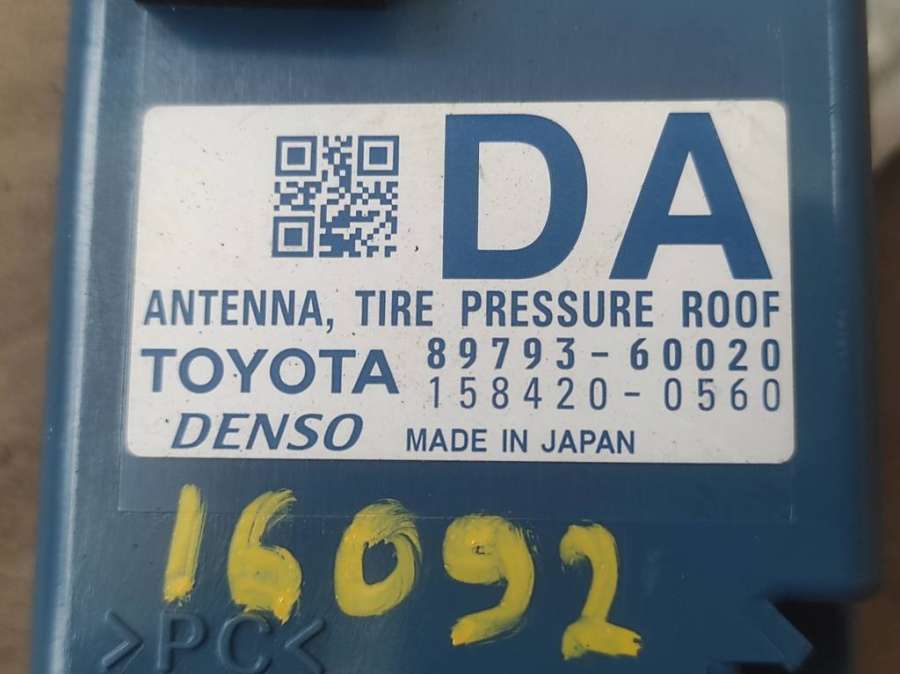 DA
ANTENNA, TIRE PRESSURE ROOF
TOYOTA 89793-60020
158420-0560
DENSO MADE IN JAPAN
16092
>PC<